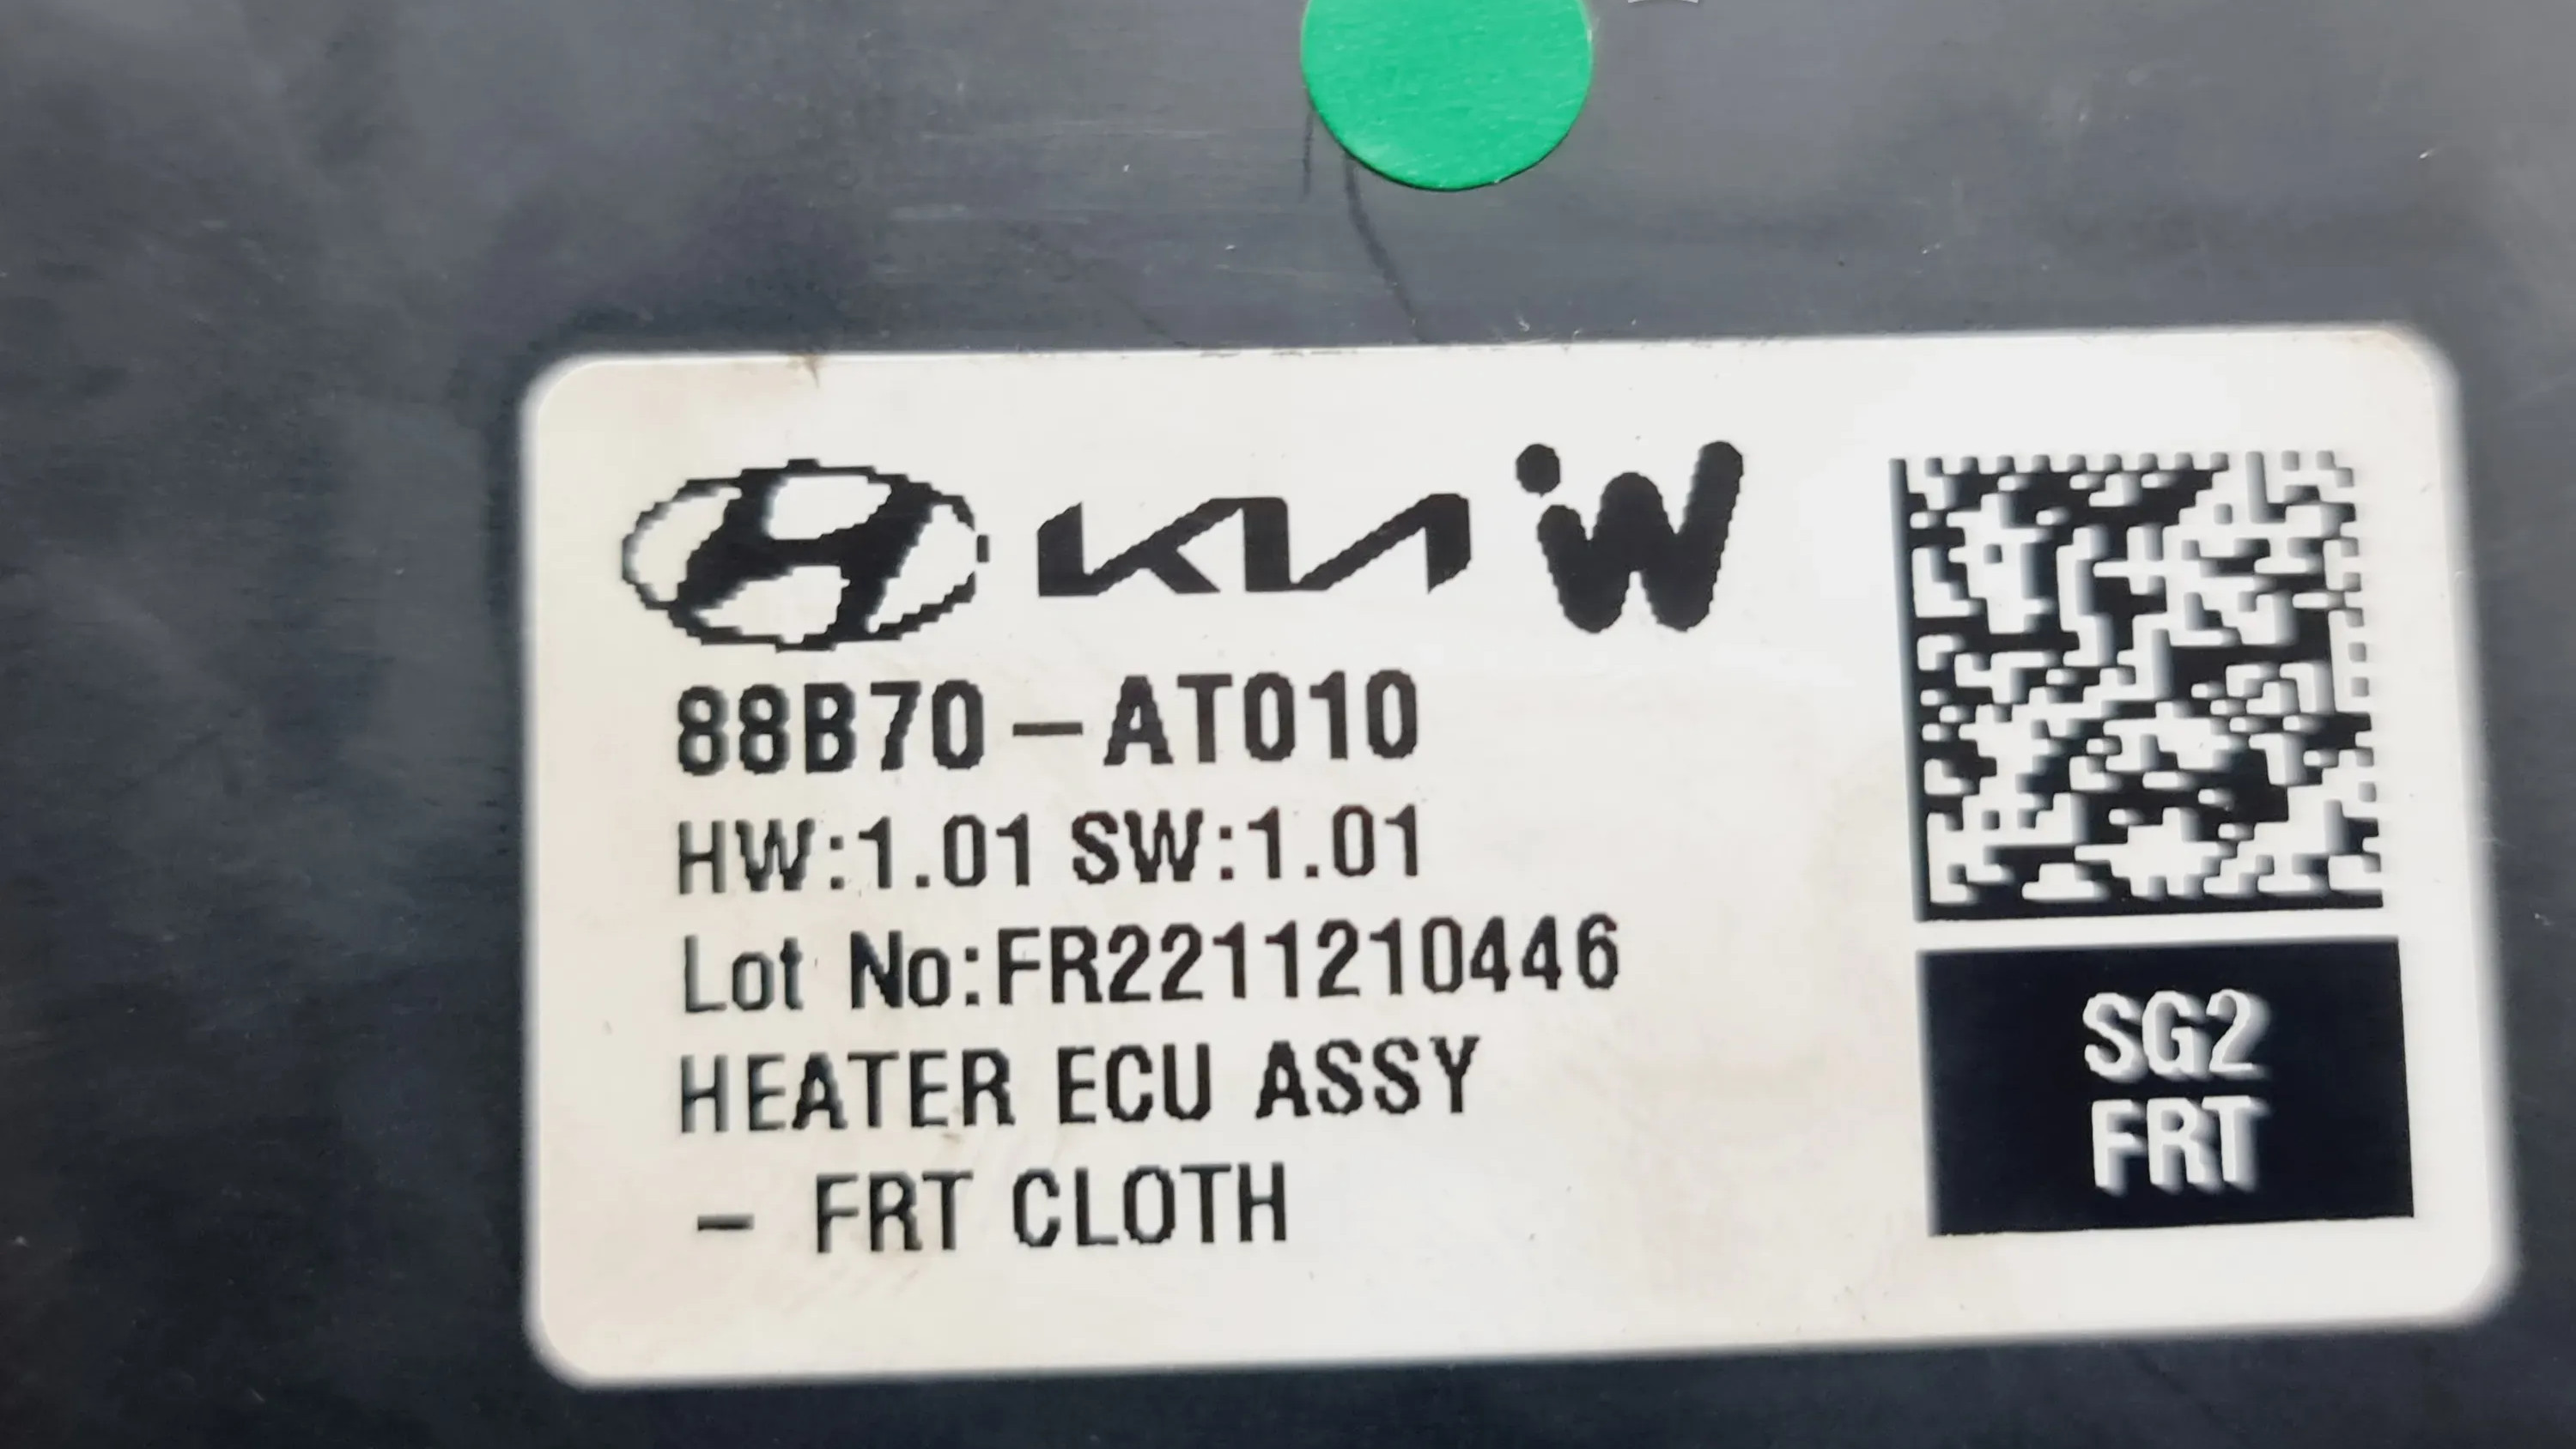 KIA W
88B70-AT010
HW:1.01 SW:1.01
Lot No:FR2211210446
HEATER ECU ASSY
- FRT CLOTH
SG2
FRT